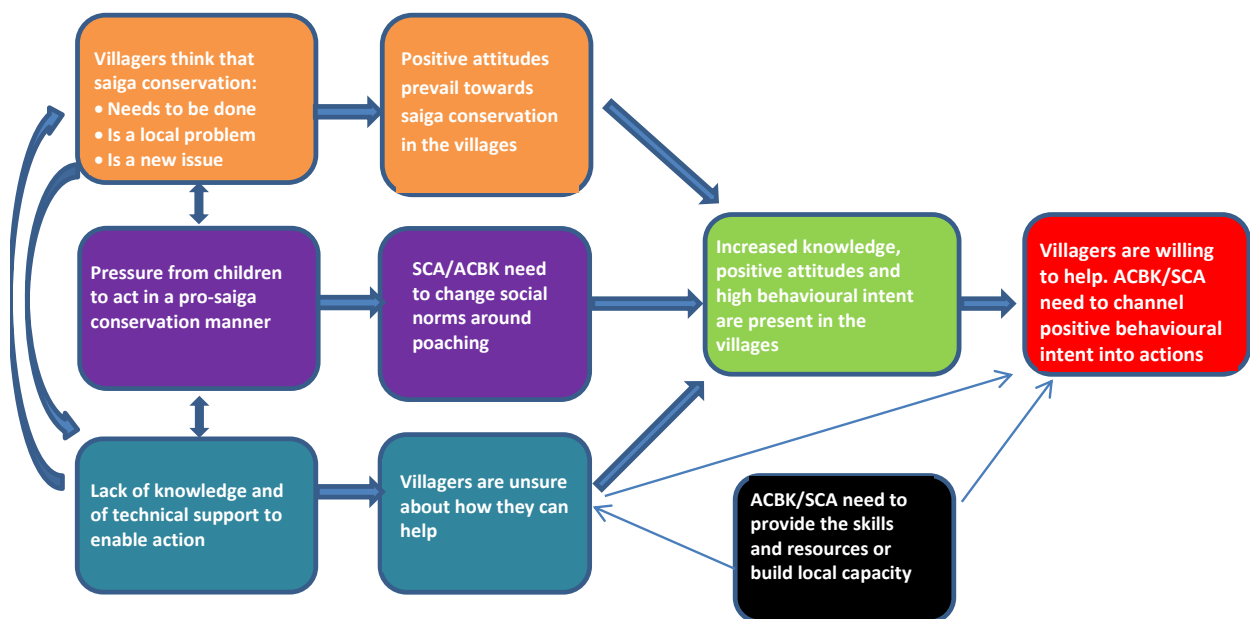 Villagers think that
saiga conservation:
• Needs to be done
• Is a local problem
• Is a new issue
Positive attitudes
prevail towards
saiga conservation
in the villages
Pressure from children
to act in a pro-saiga
conservation manner
SCA/ACBK need
to change social
norms around
poaching
Increased knowledge,
positive attitudes and
high behavioural intent
are present in the
villages
Villagers are willing
to help. ACBK/SCA
need to channel
positive behavioural
intent into actions
Lack of knowledge and
of technical support to
enable action
Villagers are unsure
about how they can
help
ACBK/SCA need to
provide the skills
and resources or
build local capacity